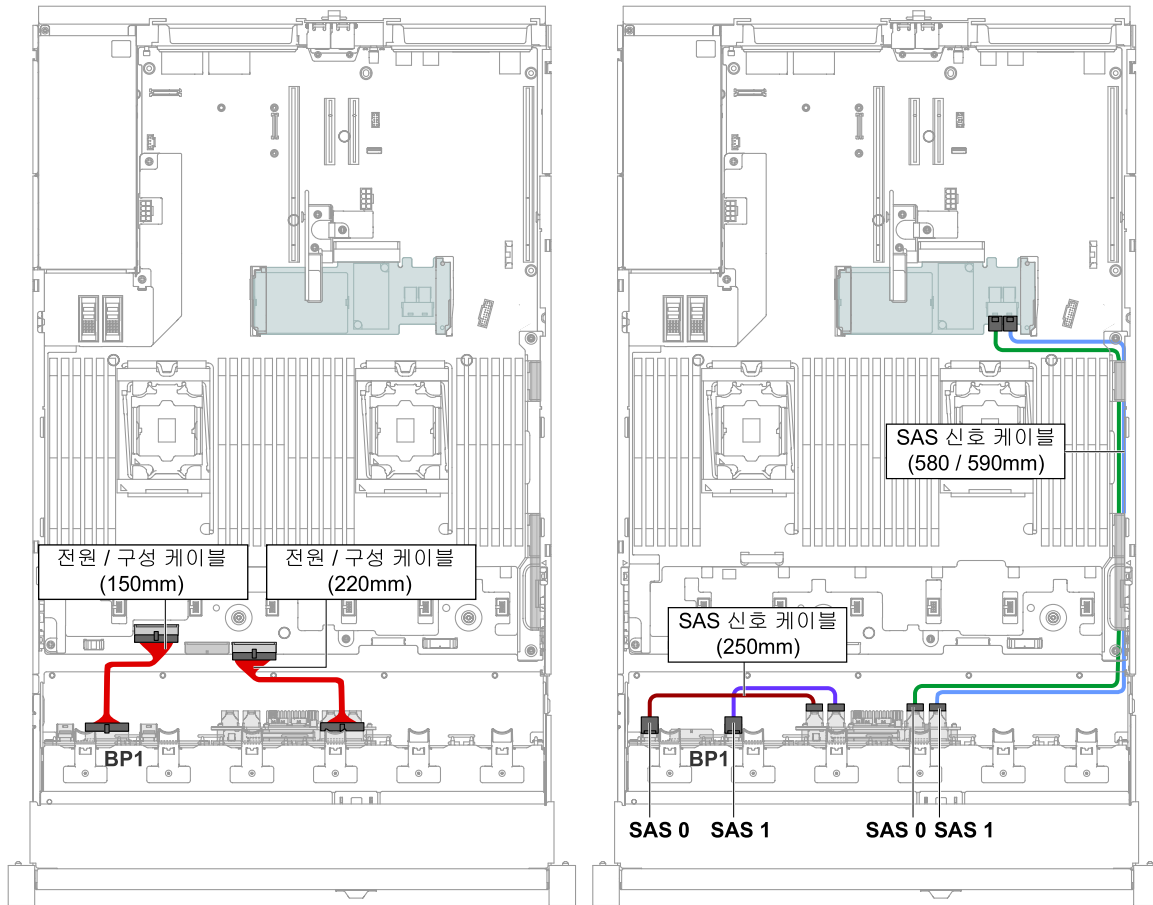 전원 / 구성 케이블
(150mm)
전원 / 구성 케이블
(220mm)
BP1
SAS 신호 케이블
(580 / 590mm)
SAS 신호 케이블
(250mm)
BP1
SAS 0
SAS 1
SAS 0
SAS 1